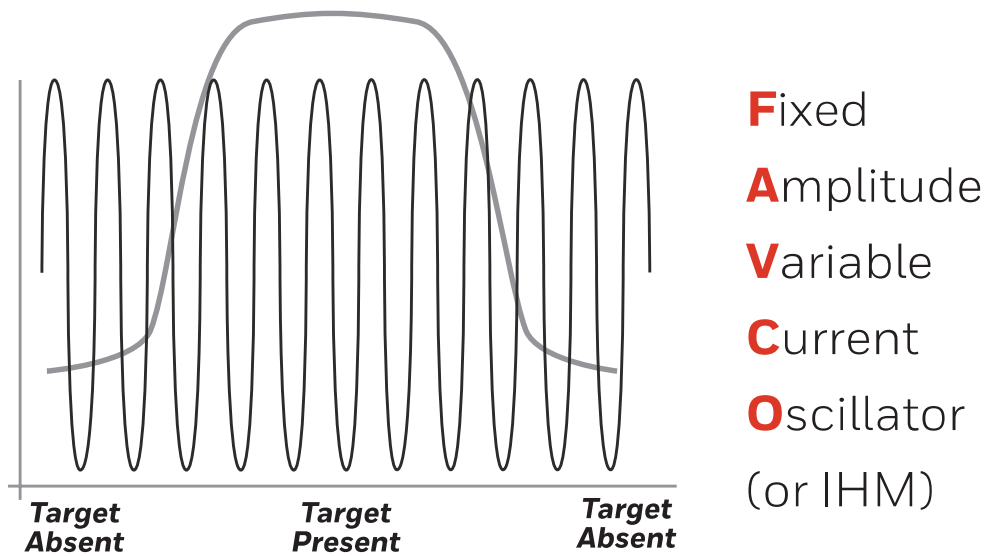 Fixed
Amplitude
Variable
Current
Oscillator
(or IHM)
Target
Absent
Target
Present
Target
Absent